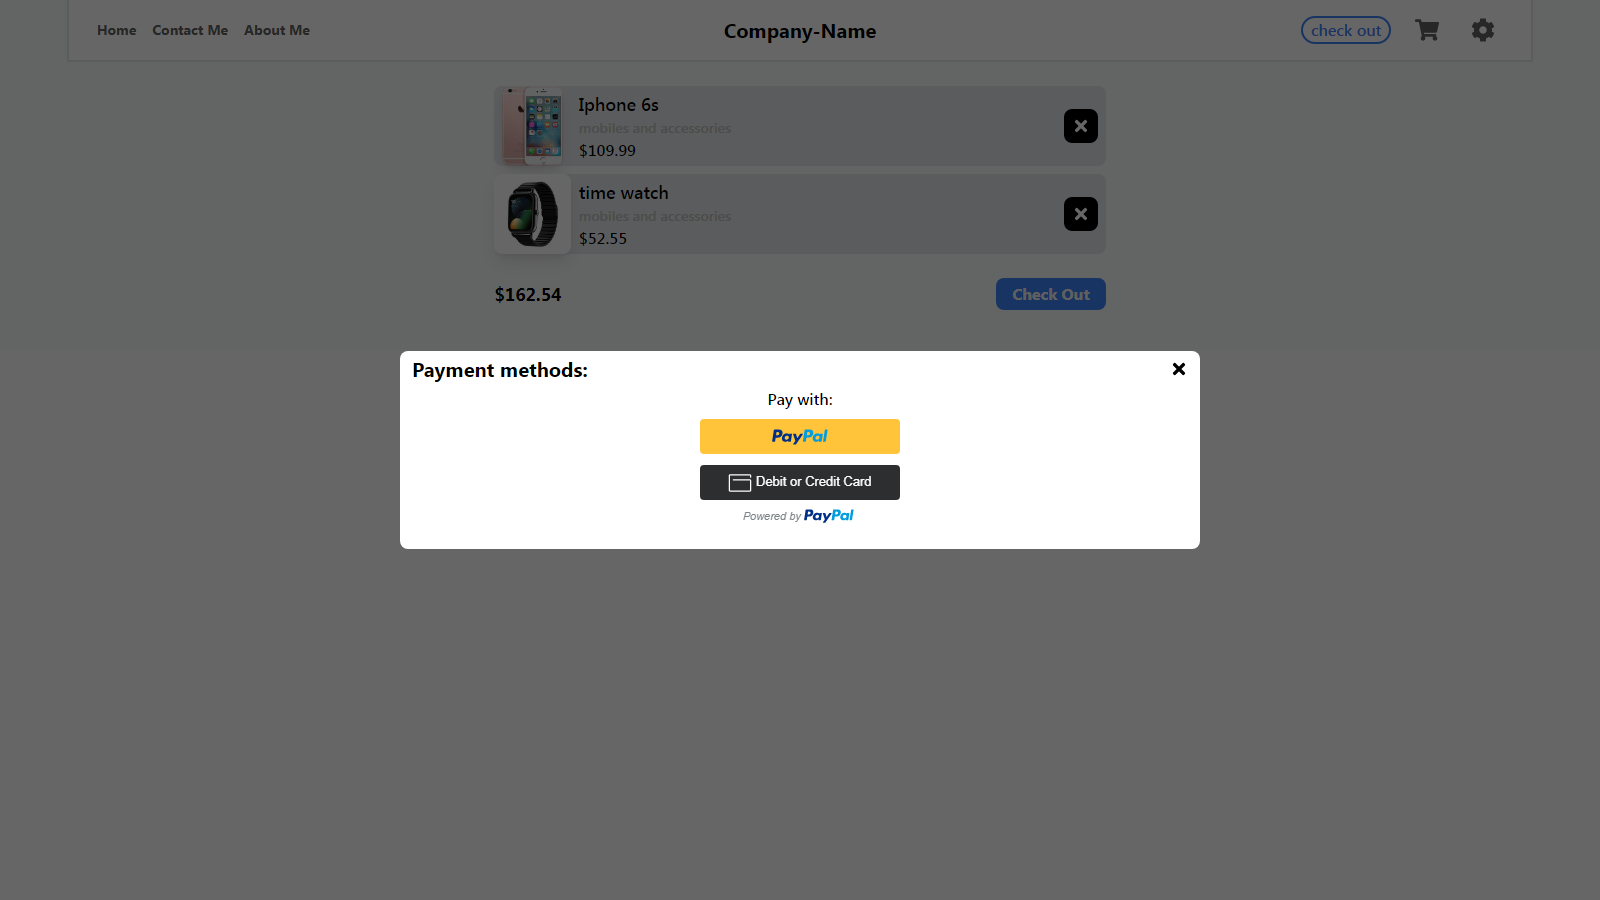 Home Contact Me About Me Company-Name check out
Iphone 6s
mobiles and accessories
$109.99
time watch
mobiles and accessories
$52.55
$162.54 Check Out
Payment methods:
Pay with:
PayPal
Debit or Credit Card
Powered by PayPal